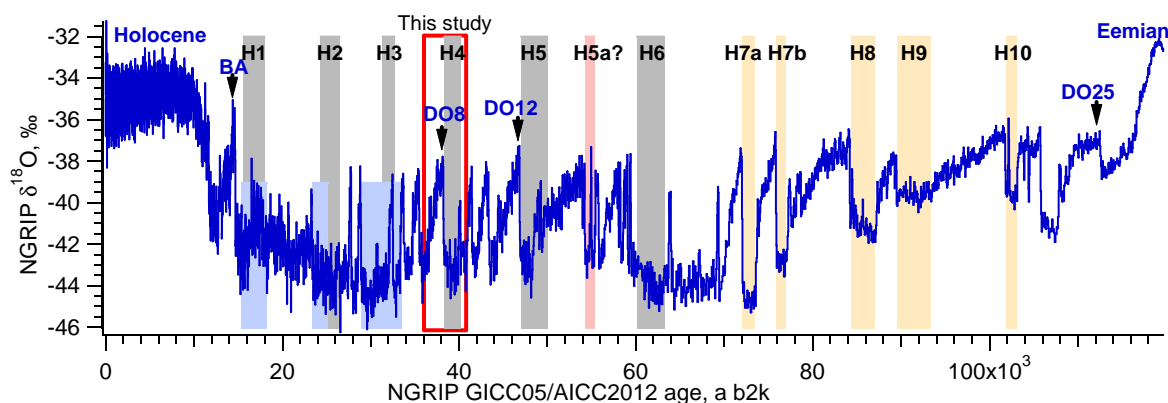 This study
-32
-34
-36
-38
-40
-42
-44
-46
NGRIP δ18O, ‰
Holocene
BA
H1
H2
H3
H4
DO8
H5
DO12
H5a?
H6
H7a
H7b
H8
H9
H10
DO25
Eemian
0 20 40 60 80 100x10³
NGRIP GICC05/AICC2012 age, a b2k